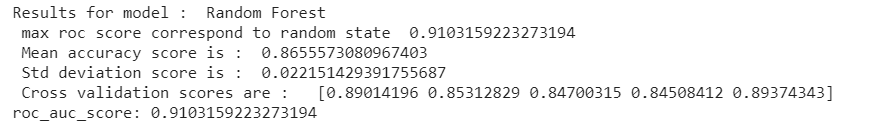 Results for model :  Random Forest
 max roc score correspond to random state  0.9103159223273194
 Mean accuracy score is :  0.8655573080967403
 Std deviation score is :  0.022151429391755687
 Cross validation scores are :   [0.89014196 0.85312829 0.84700315 0.84508412 0.89374343]
roc_auc_score: 0.9103159223273194